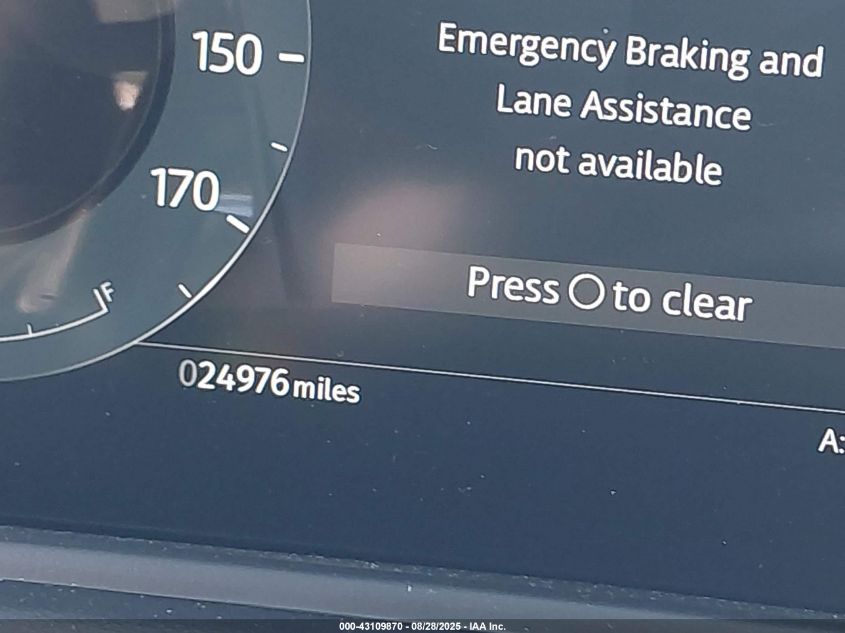 150
Emergency Braking and
Lane Assistance
not available
170
F
Press to clear
024976 miles
A:
000-43109870 - 08/28/2025 - IAA Inc.